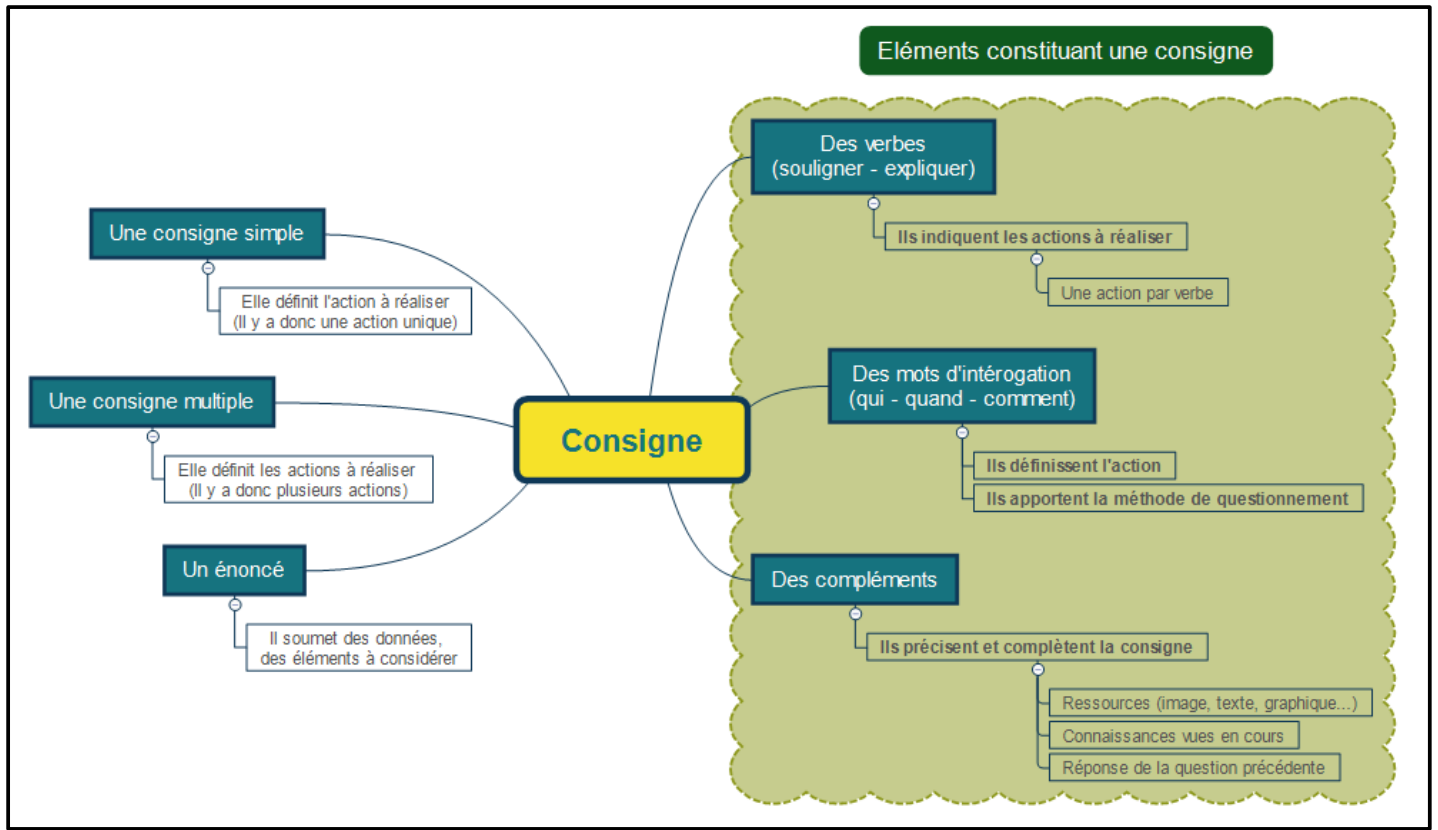 Eléments constituant une consigne
Des verbes
(souligner - expliquer)
Ils indiquent les actions à réaliser
Une action par verbe
Une consigne simple
Elle définit l'action à réaliser
(Il y a donc une action unique)
Des mots d'intérogation
(qui - quand - comment)
Ils définissent l'action
Ils apportent la méthode de questionnement
Une consigne multiple
Elle définit les actions à réaliser
(Il y a donc plusieurs actions)
Consigne
Un énoncé
Il soumet des données,
des éléments à considérer
Des compléments
Ils précisent et complètent la consigne
Ressources (image, texte, graphique...)
Connaissances vues en cours
Réponse de la question précédente